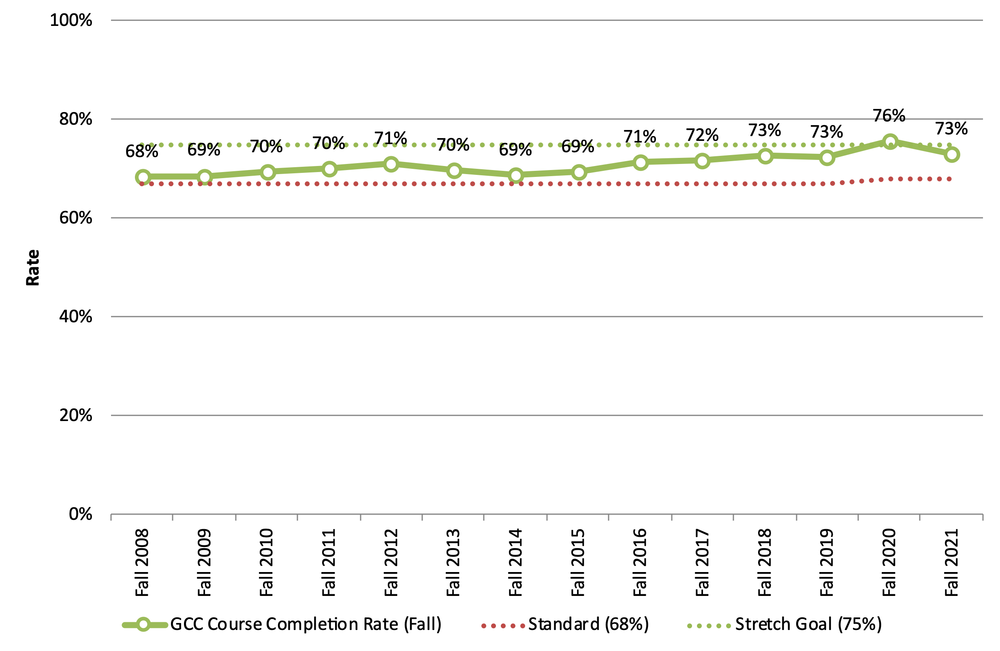 100%
80%
60%
40%
20%
0%
Rate
68%
69%
70%
70%
71%
70%
69%
69%
71%
72%
73%
73%
76%
73%
Fall 2008
Fall 2009
Fall 2010
Fall 2011
Fall 2012
Fall 2013
Fall 2014
Fall 2015
Fall 2016
Fall 2017
Fall 2018
Fall 2019
Fall 2020
Fall 2021
GCC Course Completion Rate (Fall)
Standard (68%)
Stretch Goal (75%)